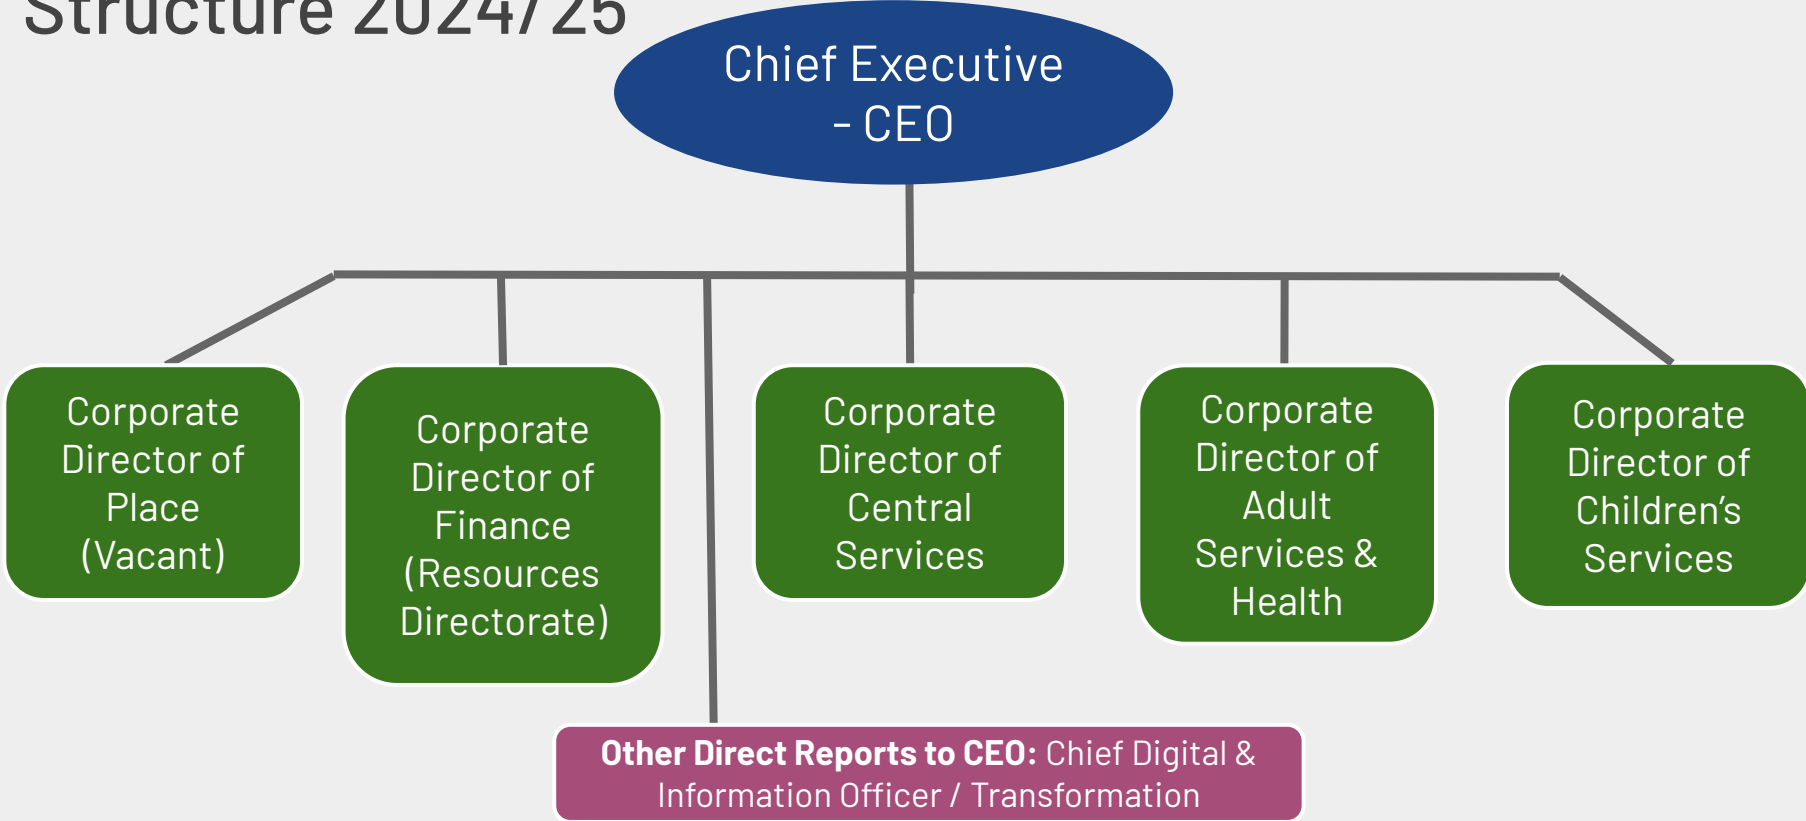 Structure 2024/25
Chief Executive
- CEO
Corporate
Director of
Place
(Vacant)
Corporate
Director of
Finance
(Resources
Directorate)
Corporate
Director of
Central
Services
Corporate
Director of
Adult
Services &
Health
Corporate
Director of
Children’s
Services
Other Direct Reports to CEO: Chief Digital &
Information Officer / Transformation